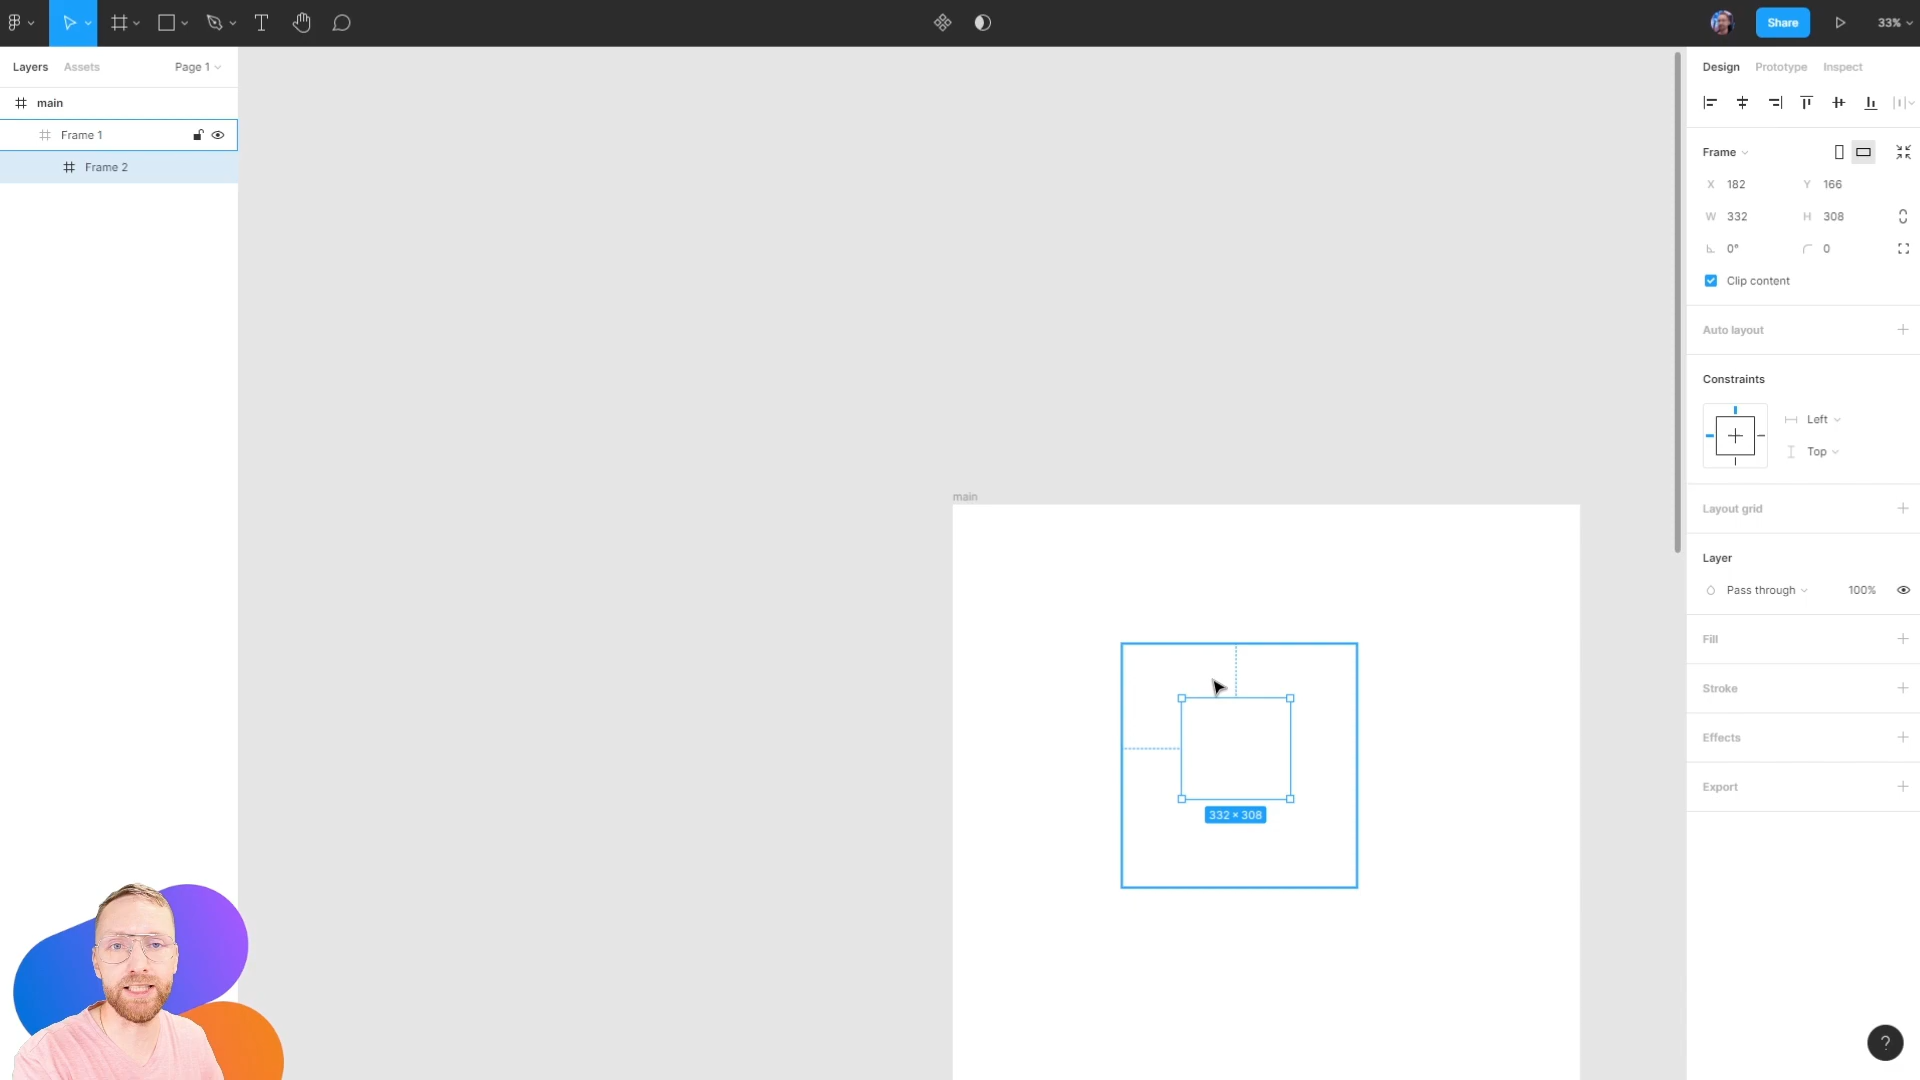 Share
33%
Layers Assets Page 1
main
Frame 1
Frame 2
main
332 × 308
Design Prototype Inspect
Frame
X 182 Y 166
W 332 H 308
0° 0
Clip content
Auto layout
Constraints
Left
Top
Layout grid
Layer
Pass through 100%
Fill
Stroke
Effects
Export
?